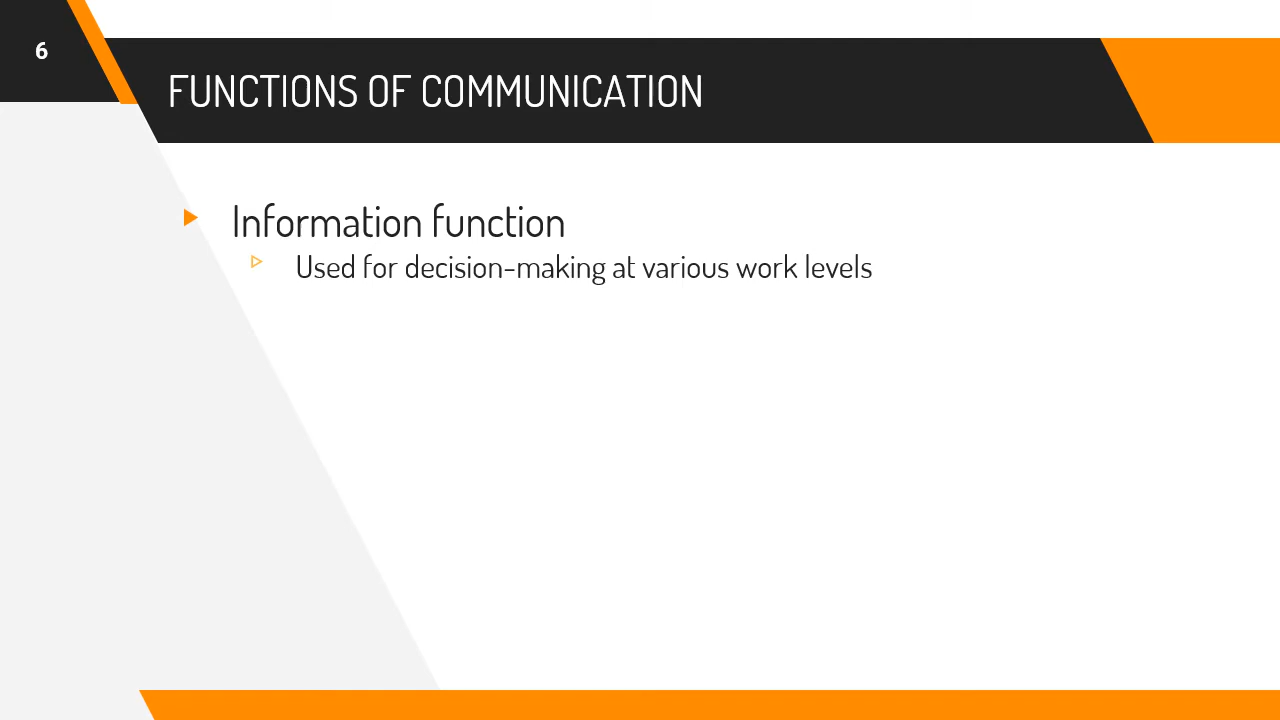 6
FUNCTIONS OF COMMUNICATION
Information function
Used for decision-making at various work levels